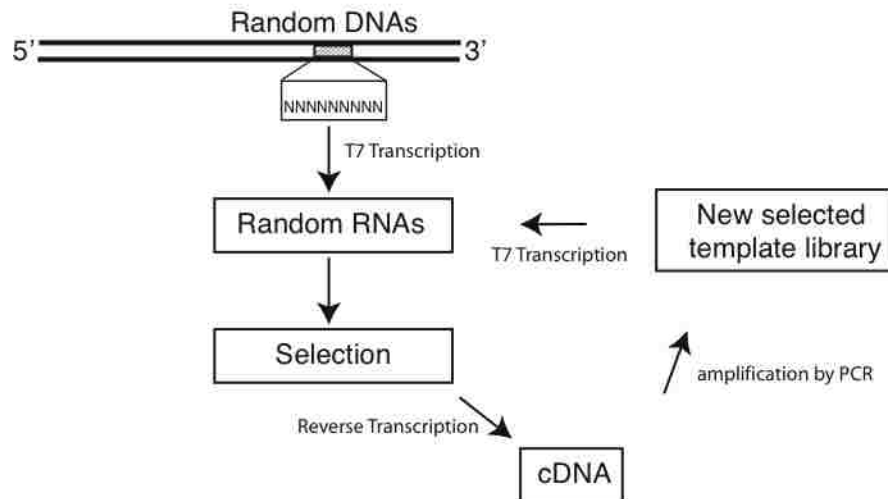 Random DNAs
5’ 3’
NNNNNNNNN
T7 Transcription
Random RNAs
New selected
template library
T7 Transcription
Selection
amplification by PCR
Reverse Transcription
cDNA